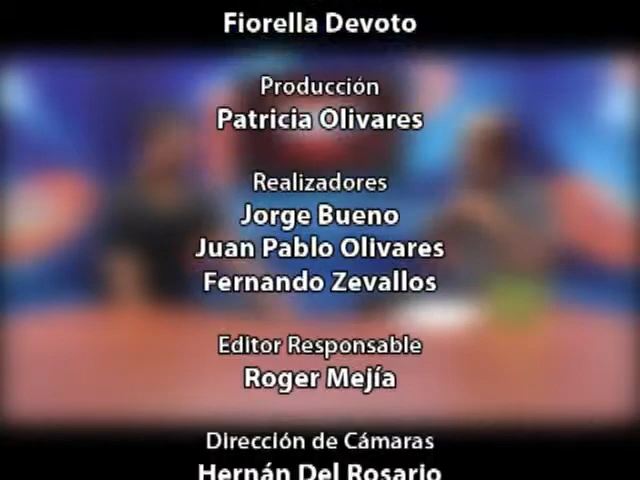 Fiorella Devoto
Producción
Patricia Olivares
Realizadores
Jorge Bueno
Juan Pablo Olivares
Fernando Zevallos
Editor Responsable
Roger Mejía
Dirección de Cámaras
Hernán Del Rosario